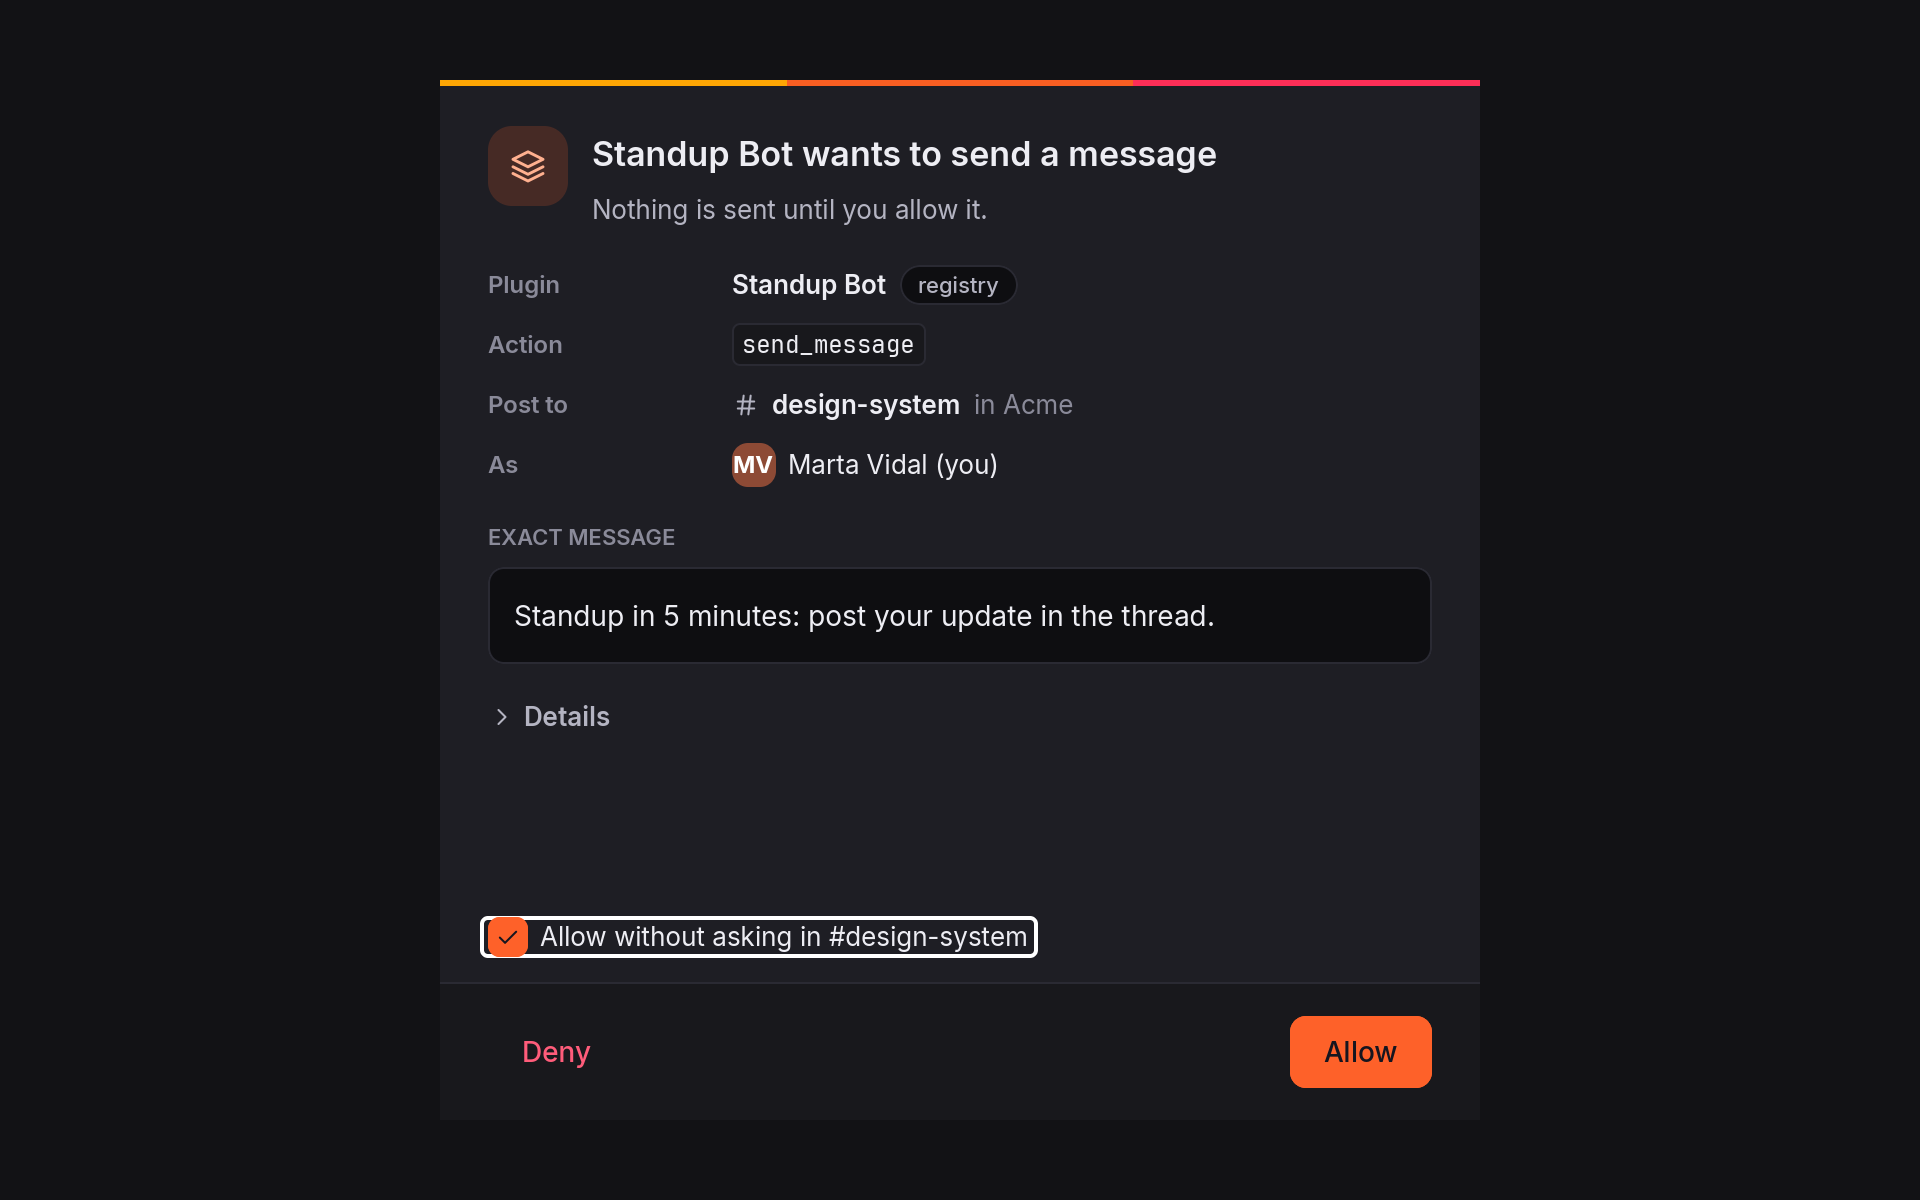 Standup Bot wants to send a message
Nothing is sent until you allow it.
Plugin Standup Bot registry
Action send_message
Post to # design-system in Acme
As MV Marta Vidal (you)
EXACT MESSAGE
Standup in 5 minutes: post your update in the thread.
Details
Allow without asking in #design-system
Deny Allow